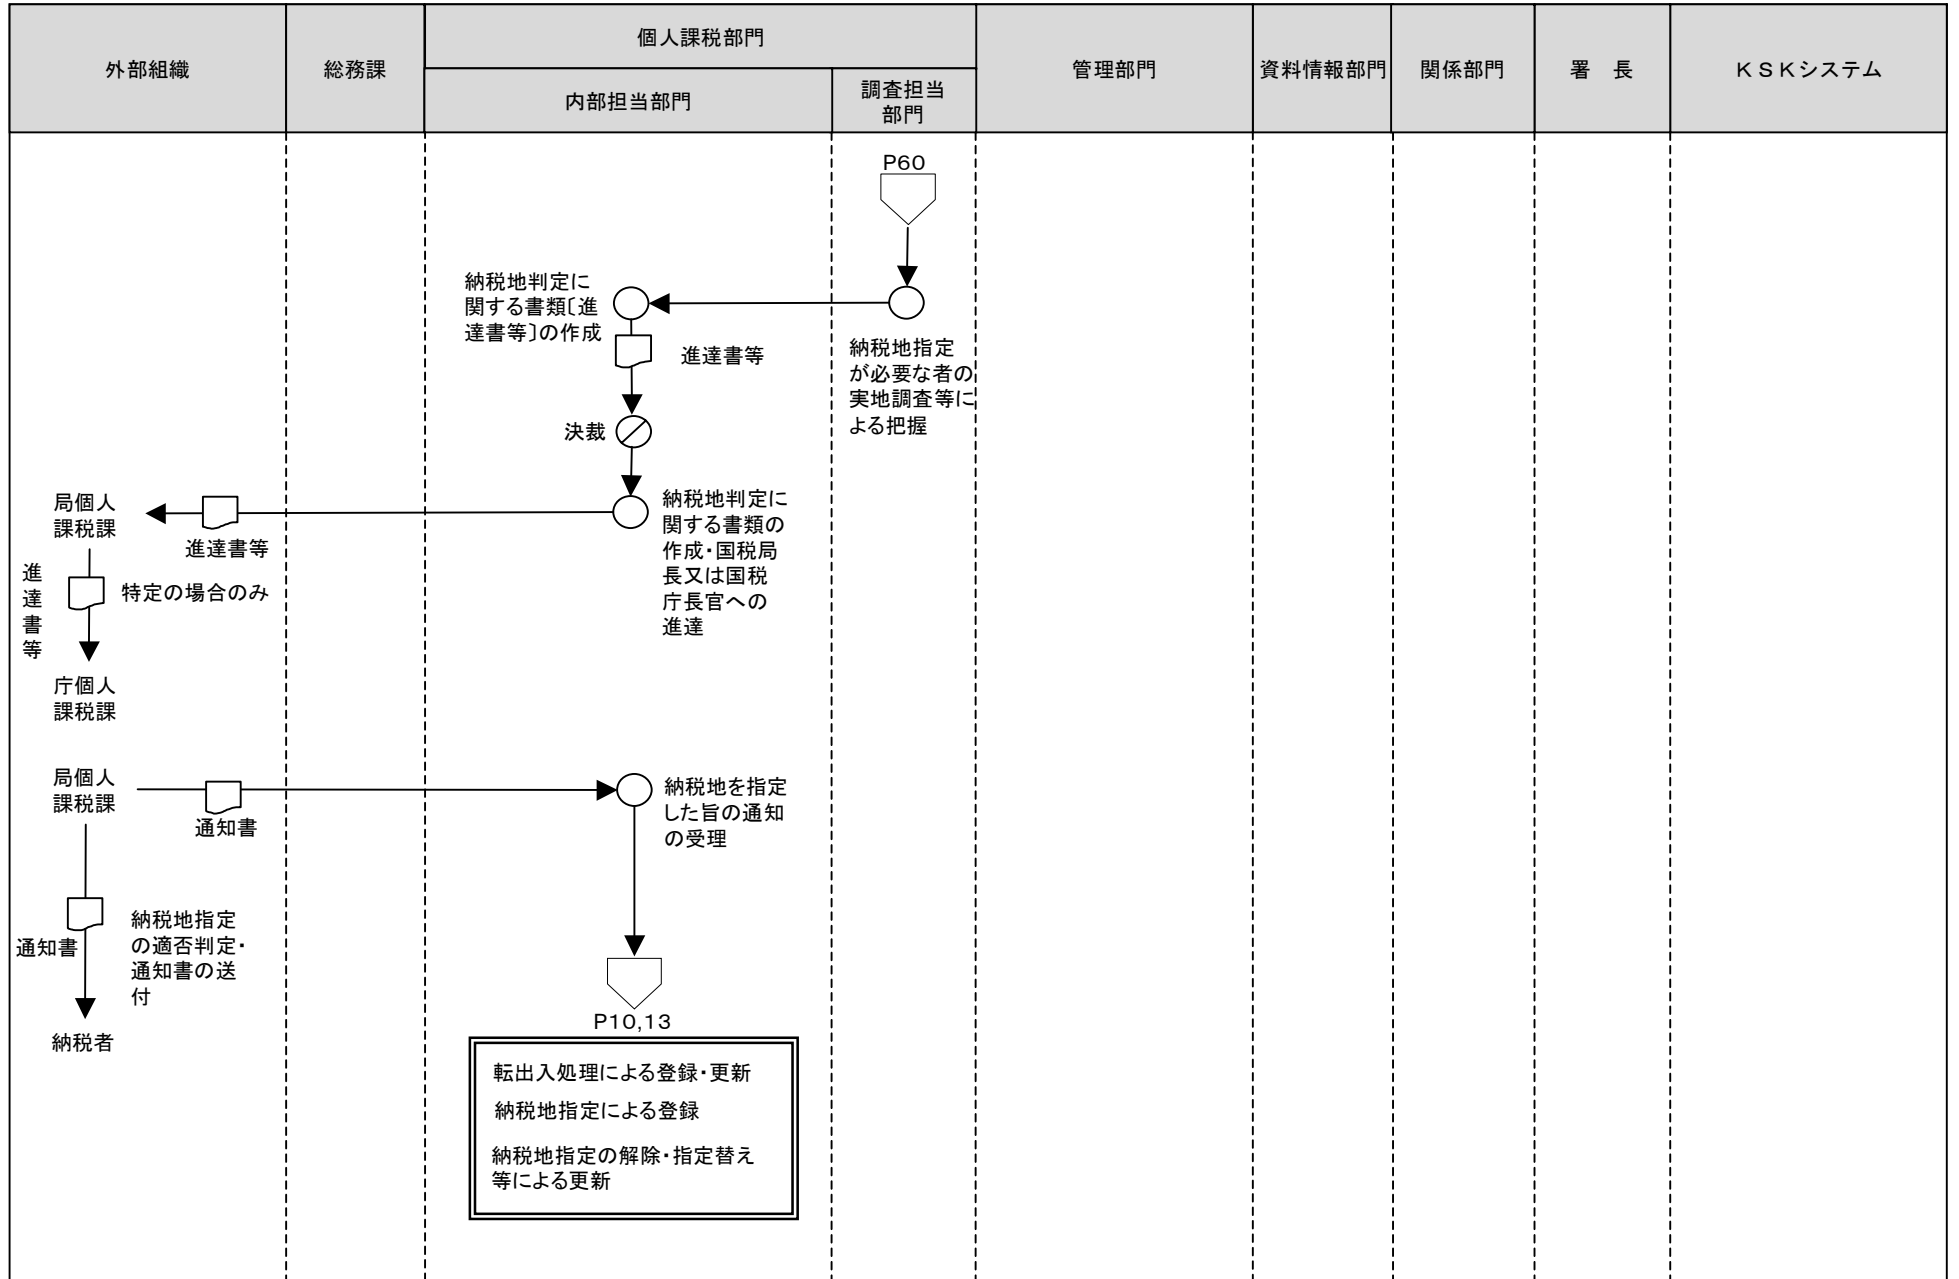 外部組織
総務課
個人課税部門
内部担当部門
調査担当
部門
管理部門
資料情報部門
関係部門
署　長
ＫＳＫシステム
P60
納税地判定に
関する書類〔進
達書等〕の作成
進達書等
納税地指定
が必要な者の
実地調査等に
よる把握
決裁
局個人
課税課
進達書等
納税地判定に
関する書類の
作成・国税局
長又は国税
庁長官への
進達
進
達
書
等
特定の場合のみ
庁個人
課税課
局個人
課税課
通知書
納税地を指定
した旨の通知
の受理
通知書
納税地指定
の適否判定・
通知書の送
付
納税者
P10,13
転出入処理による登録・更新
納税地指定による登録
納税地指定の解除・指定替え
等による更新